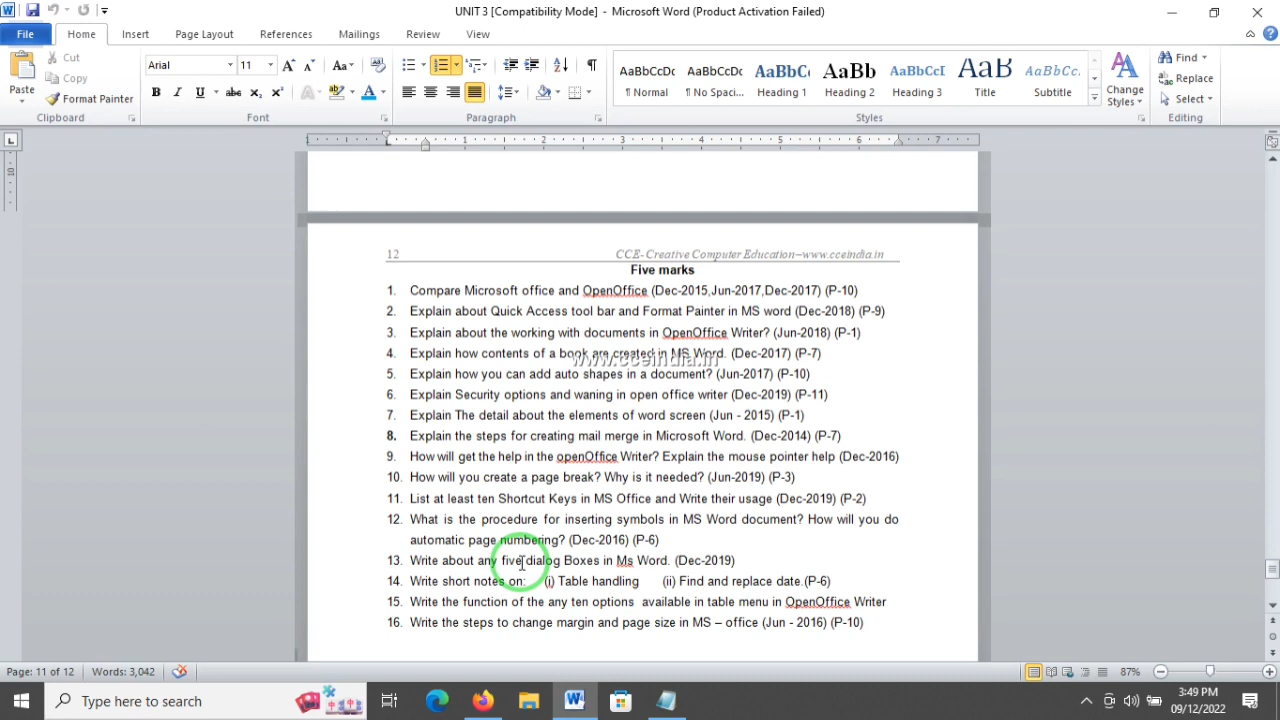 UNIT 3 [Compatibility Mode] - Microsoft Word (Product Activation Failed)
File Home Insert Page Layout References Mailings Review View
Paste
Cut
Copy
Format Painter
Clipboard
Arial 11
Font
Paragraph
AaBbCcDc AaBbCcDc AaBbC AaBb AaBbCcI AaB AaBbCc
¶ Normal ¶ No Spaci... Heading 1 Heading 2 Heading 3 Title Subtitle
Change Styles
Styles
Find
Replace
Select
Editing
12 CCE- Creative Computer Education–www.cceindia.in
Five marks
1. Compare Microsoft office and OpenOffice (Dec-2015,Jun-2017,Dec-2017) (P-10)
2. Explain about Quick Access tool bar and Format Painter in MS word (Dec-2018) (P-9)
3. Explain about the working with documents in OpenOffice Writer? (Jun-2018) (P-1)
4. Explain how contents of a book are created in MS Word. (Dec-2017) (P-7)
www.cceindia.in
5. Explain how you can add auto shapes in a document? (Jun-2017) (P-10)
6. Explain Security options and waning in open office writer (Dec-2019) (P-11)
7. Explain The detail about the elements of word screen (Jun - 2015) (P-1)
8. Explain the steps for creating mail merge in Microsoft Word. (Dec-2014) (P-7)
9. How will get the help in the openOffice Writer? Explain the mouse pointer help (Dec-2016)
10. How will you create a page break? Why is it needed? (Jun-2019) (P-3)
11. List at least ten Shortcut Keys in MS Office and Write their usage (Dec-2019) (P-2)
12. What is the procedure for inserting symbols in MS Word document? How will you do
automatic page numbering? (Dec-2016) (P-6)
13. Write about any five dialog Boxes in Ms Word. (Dec-2019)
14. Write short notes on: (i) Table handling (ii) Find and replace date.(P-6)
15. Write the function of the any ten options available in table menu in OpenOffice Writer
16. Write the steps to change margin and page size in MS – office (Jun - 2016) (P-10)
Page: 11 of 12 Words: 3,042 87%
Type here to search
3:49 PM
09/12/2022